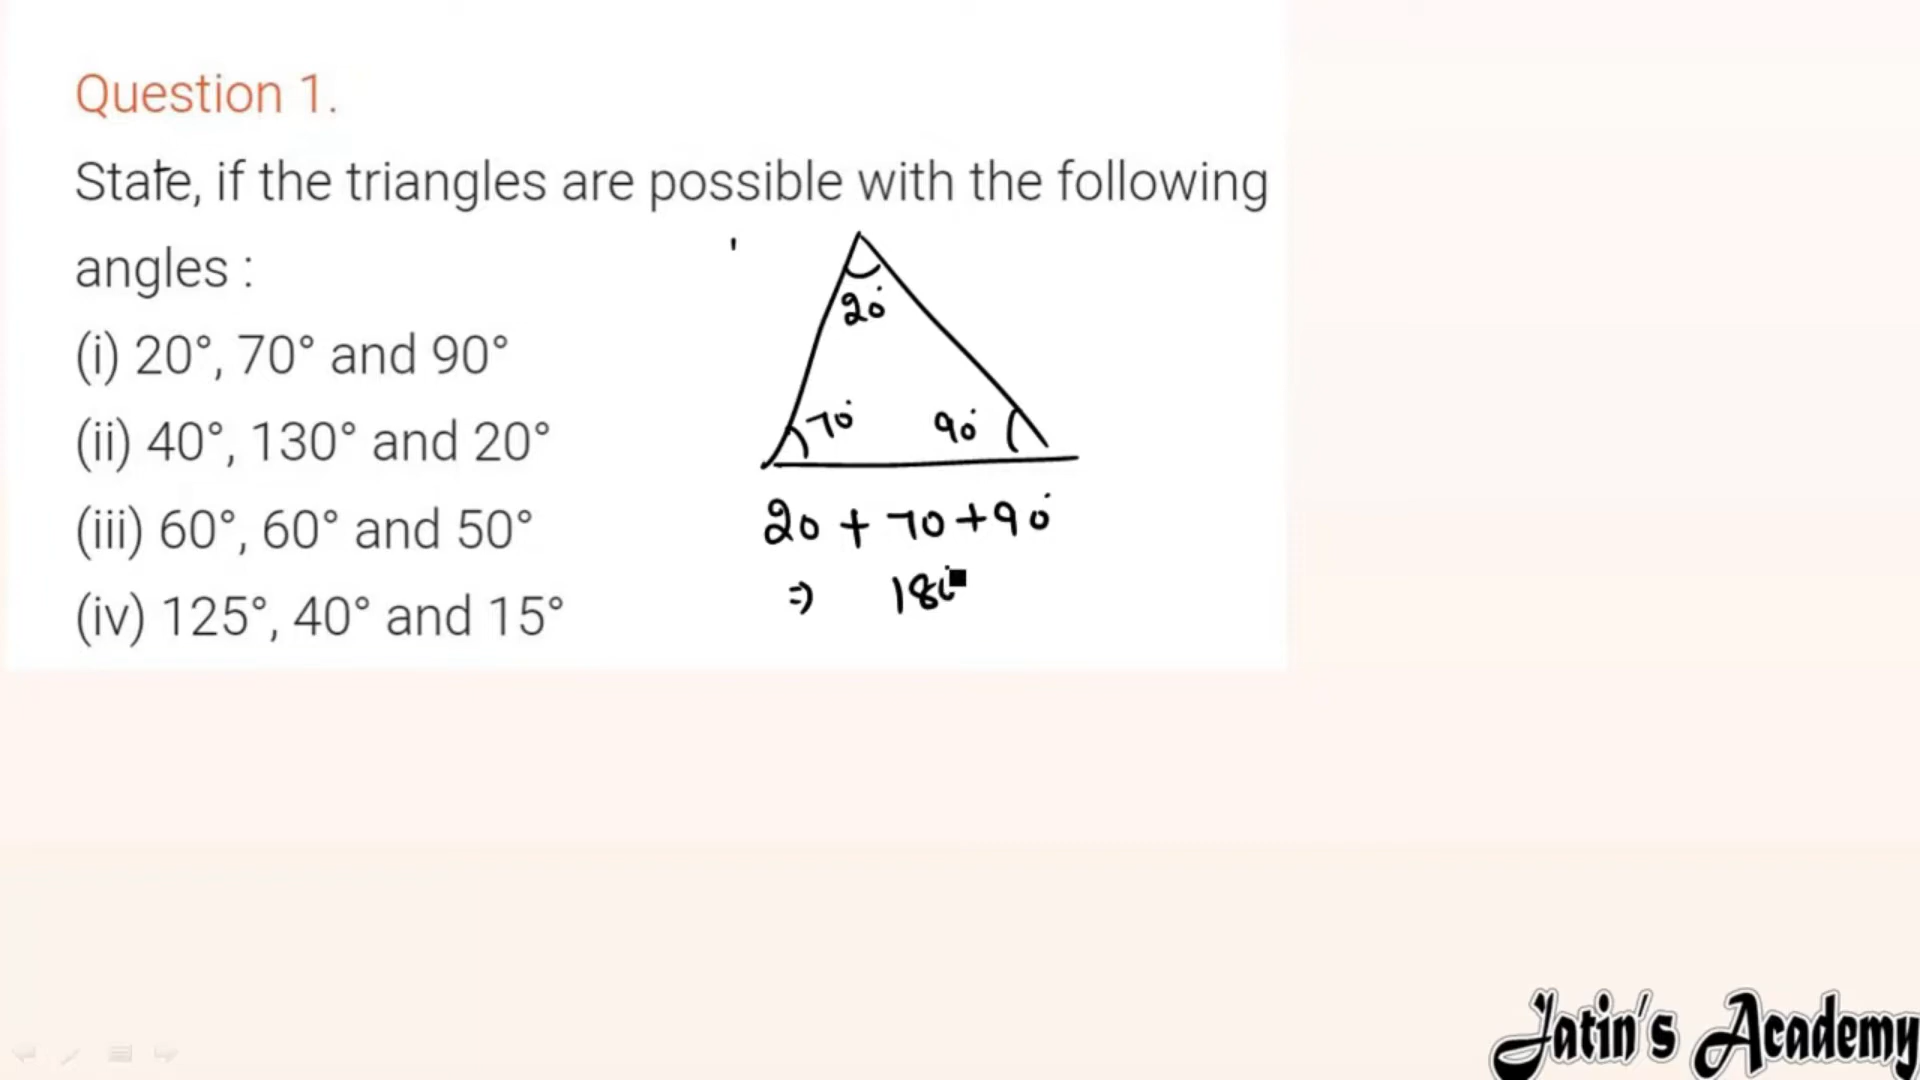 Question 1.
State, if the triangles are possible with the following
angles :
(i) 20°, 70° and 90°
(ii) 40°, 130° and 20°
(iii) 60°, 60° and 50°
(iv) 125°, 40° and 15°
20°
70° 90°
20 + 70 + 90°
⇒ 180
Jatin's Academy